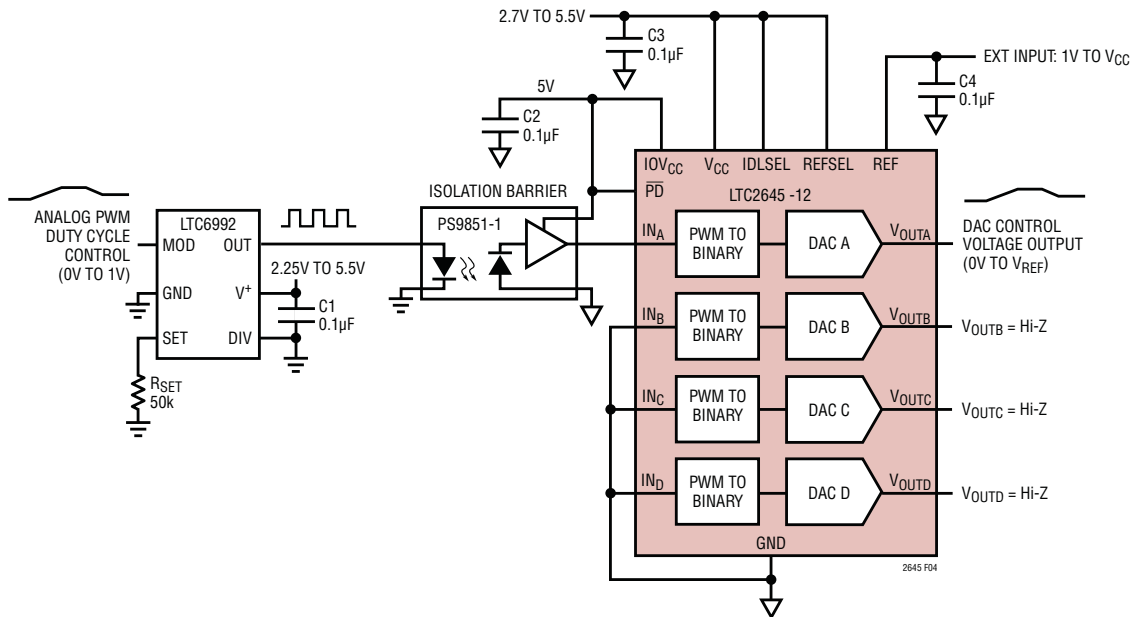 2.7V TO 5.5V
C3
0.1µF
EXT INPUT: 1V TO VCC
C4
0.1µF
5V
C2
0.1µF
IOVCC
VCC
IDLSEL
REFSEL
REF
PD
LTC2645 -12
ISOLATION BARRIER
PS9851-1
ANALOG PWM
DUTY CYCLE
CONTROL
(0V TO 1V)
LTC6992
MOD
OUT
2.25V TO 5.5V
GND
V+
C1
0.1µF
SET
DIV
RSET
50k
INA
PWM TO
BINARY
DAC A
VOUTA
DAC CONTROL
VOLTAGE OUTPUT
(0V TO VREF)
INB
PWM TO
BINARY
DAC B
VOUTB
VOUTB = Hi-Z
INC
PWM TO
BINARY
DAC C
VOUTC
VOUTC = Hi-Z
IND
PWM TO
BINARY
DAC D
VOUTD
VOUTD = Hi-Z
GND
2645 F04